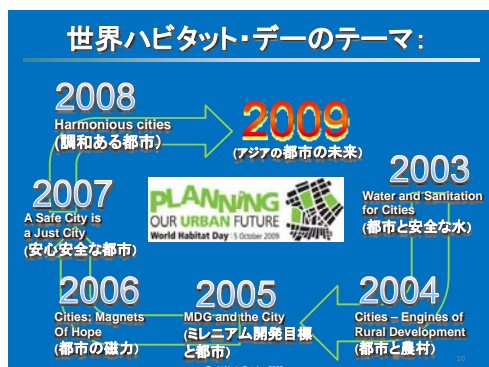 世界ハビタット・デーのテーマ：
2008
Harmonious cities
(調和ある都市）
2009
(アジアの都市の未来）
2003
Water and Sanitation
for Cities
(都市と安全な水）
2007
A Safe City is
a Just City
(安心安全な都市）
PLANNiNG
OUR URBAN FUTURE
World Habitat Day · 5 October 2009
2006
Cities: Magnets
Of Hope
(都市の磁力）
2005
MDG and the City
(ミレニアム開発目標
と都市）
2004
Cities – Engines of
Rural Development
(都市と農村）
10